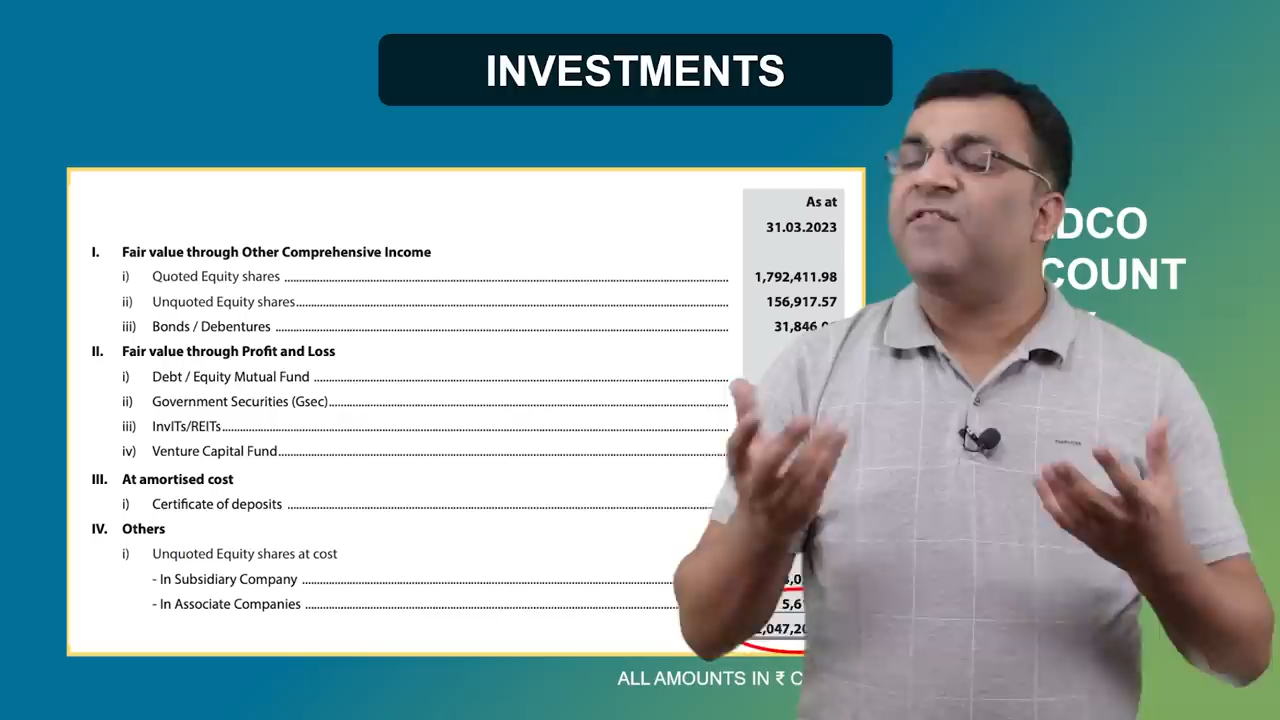 INVESTMENTS
As at
31.03.2023
I. Fair value through Other Comprehensive Income
i) Quoted Equity shares 1,792,411.98
ii) Unquoted Equity shares 156,917.57
iii) Bonds / Debentures
II. Fair value through Profit and Loss
i) Debt / Equity Mutual Fund
ii) Government Securities (Gsec)
iii) InvITs/REITs
iv) Venture Capital Fund
III. At amortised cost
i) Certificate of deposits
IV. Others
i) Unquoted Equity shares at cost
- In Subsidiary Company
- In Associate Companies
DCO
COUNT
ALL AMOUNTS IN ₹